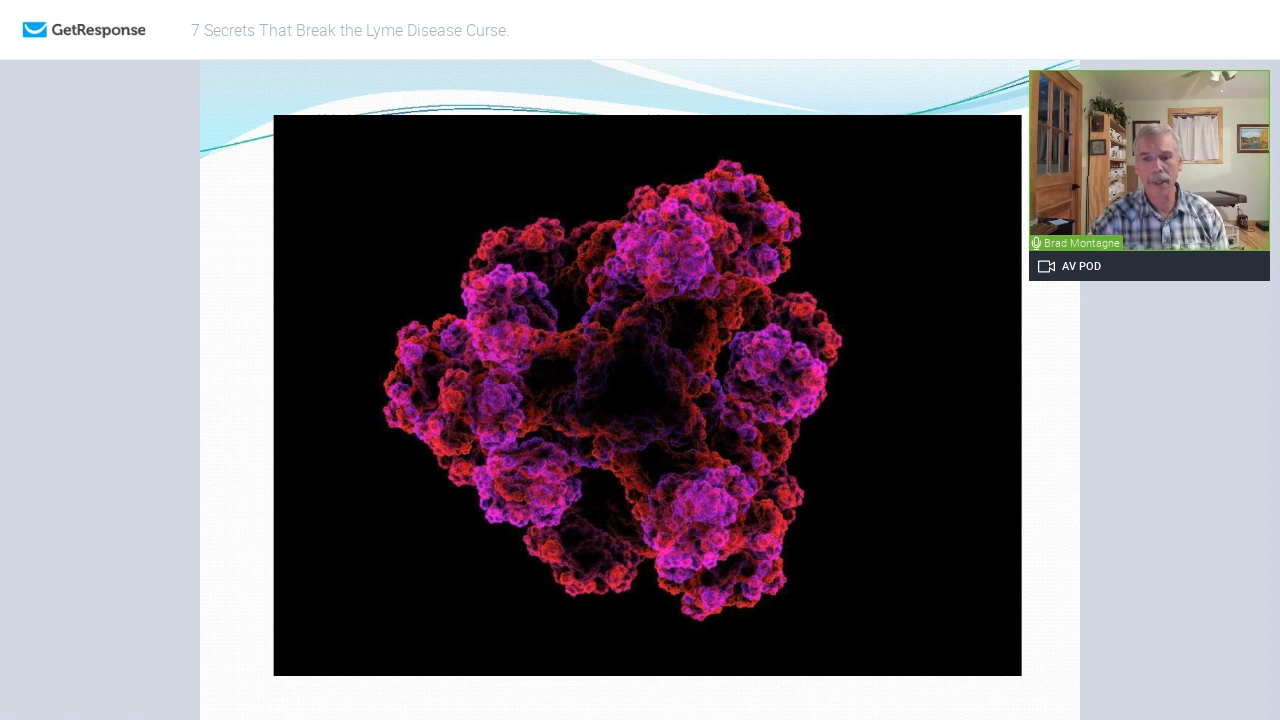 GetResponse
7 Secrets That Break the Lyme Disease Curse.
Brad Montagne
AV POD